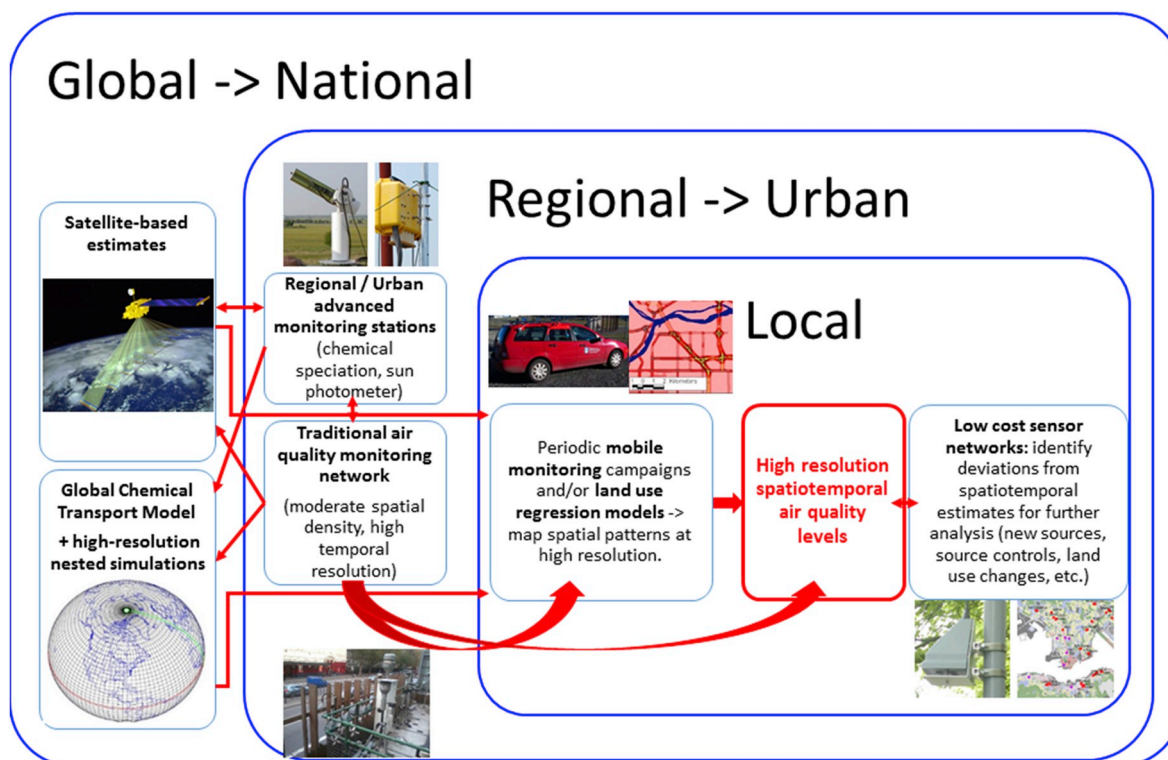 Global -> National
Regional -> Urban
Local
Satellite-based
estimates
Regional / Urban
advanced
monitoring stations
(chemical
speciation, sun
photometer)
Traditional air
quality monitoring
network
(moderate spatial
density, high
temporal
resolution)
Global Chemical
Transport Model
+ high-resolution
nested simulations
Kilometers
Periodic mobile
monitoring campaigns
and/or land use
regression models ->
map spatial patterns at
high resolution.
High resolution
spatiotemporal
air quality
levels
Low cost sensor
networks: identify
deviations from
spatiotemporal
estimates for further
analysis (new sources,
source controls, land
use changes, etc.)